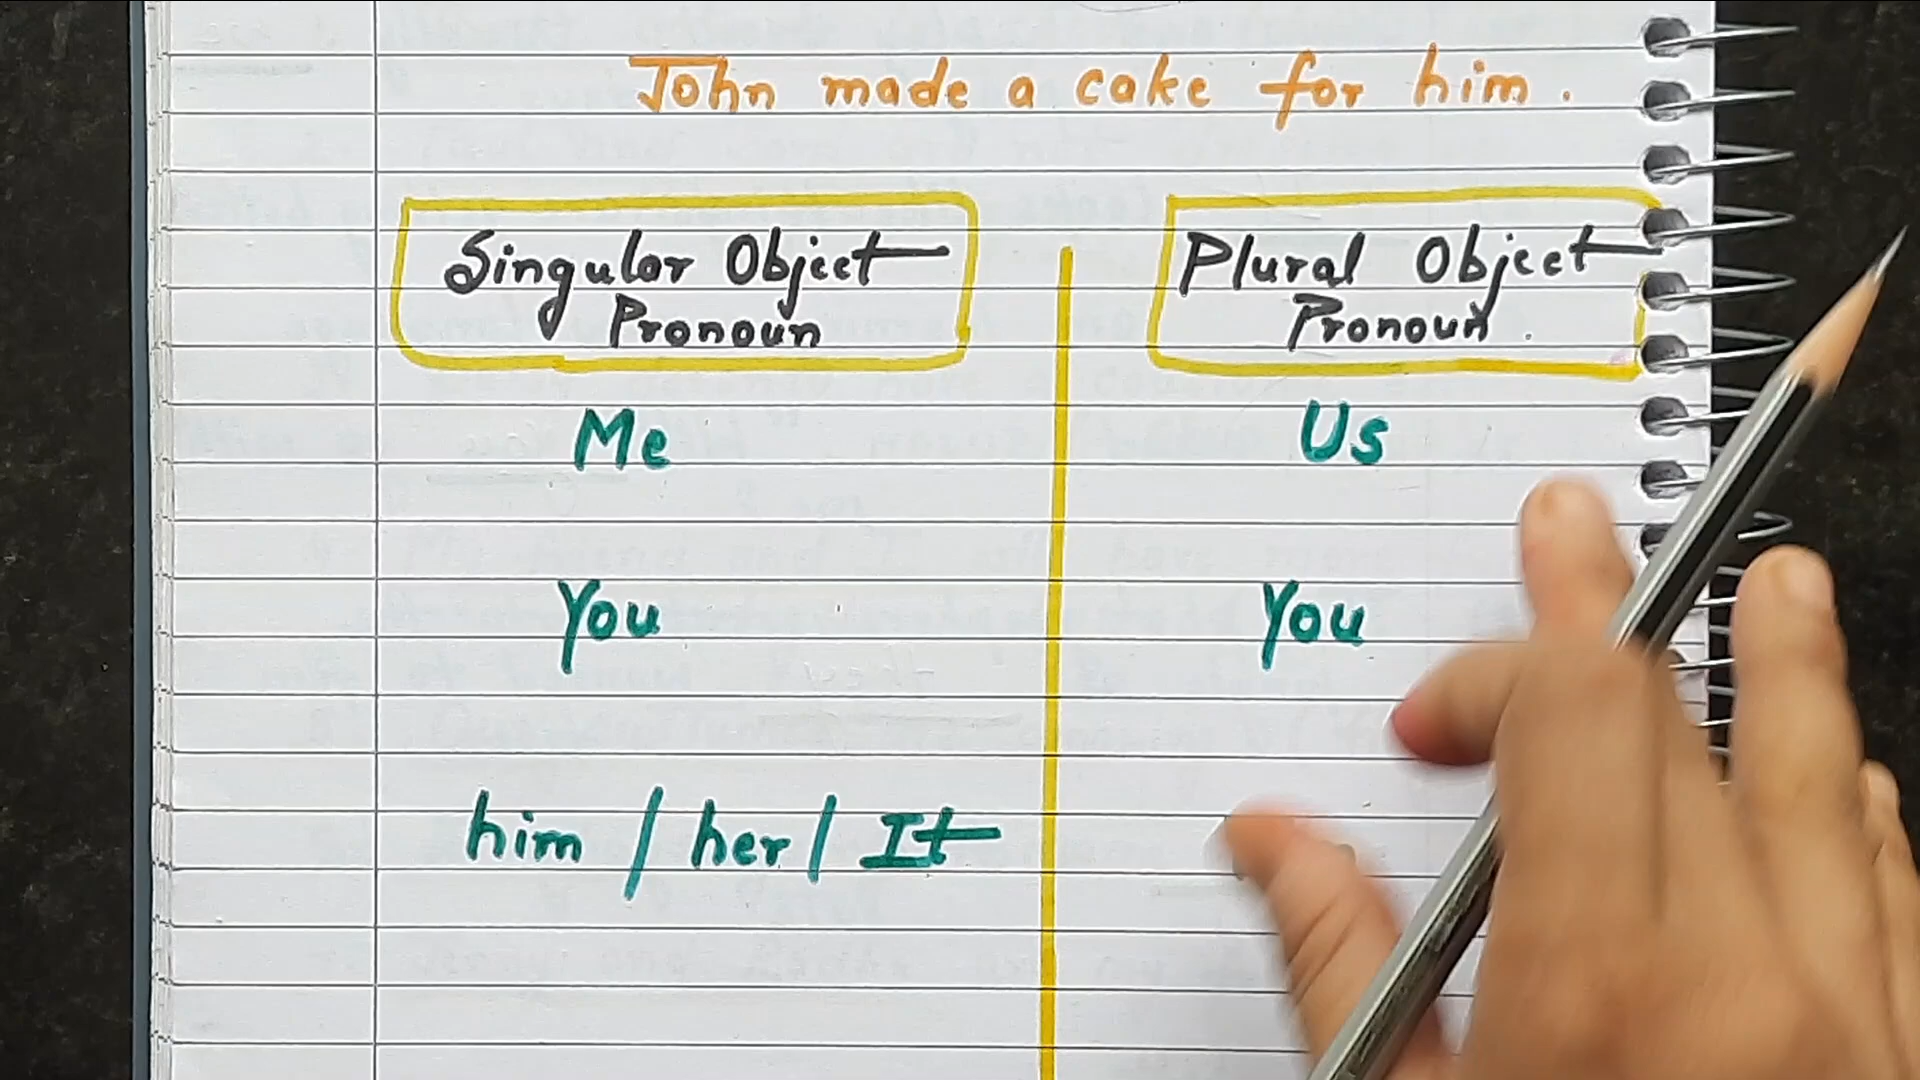 John made a cake for him.
Singular Object
Pronoun
Plural Object
Pronoun.
Me
Us
You
You
him / her / It